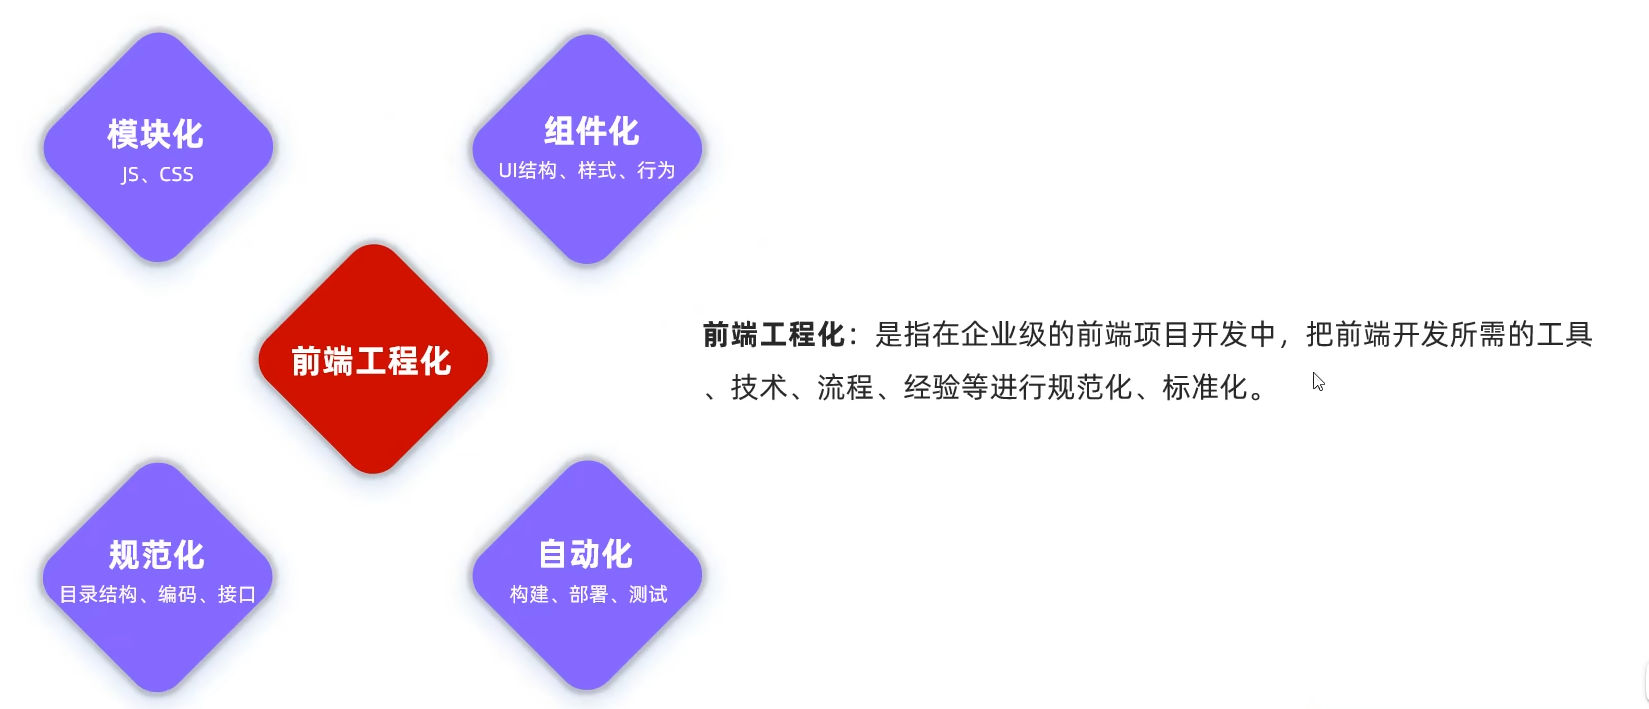 模块化
JS、CSS
组件化
UI结构、样式、行为
前端工程化
前端工程化：是指在企业级的前端项目开发中，把前端开发所需的工具
、技术、流程、经验等进行规范化、标准化。
规范化
目录结构、编码、接口
自动化
构建、部署、测试